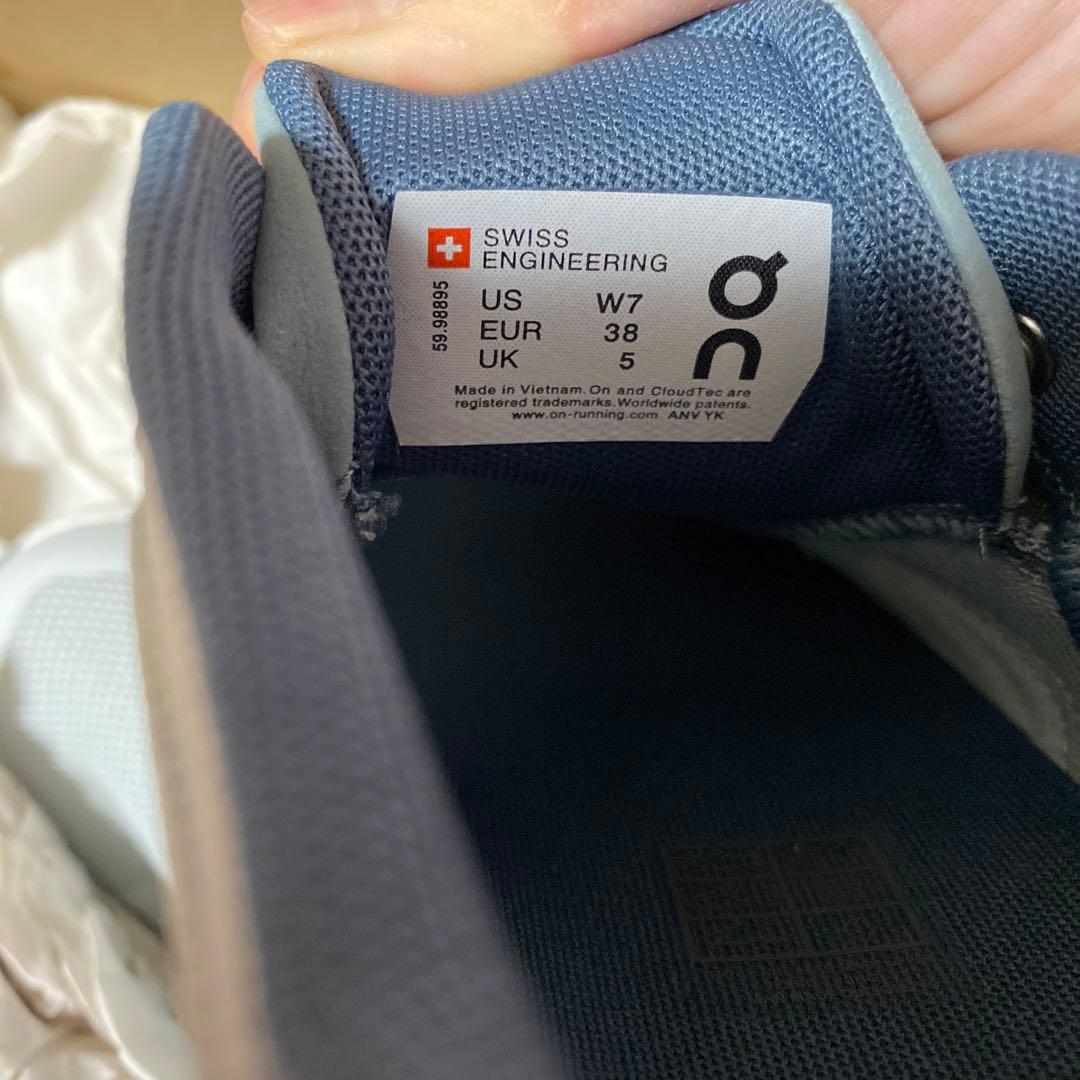 SWISS
ENGINEERING
59.98895
US W7
EUR 38
UK 5
Made in Vietnam. On and CloudTec are
registered trademarks. Worldwide patents.
www.on-running.com ANV YK